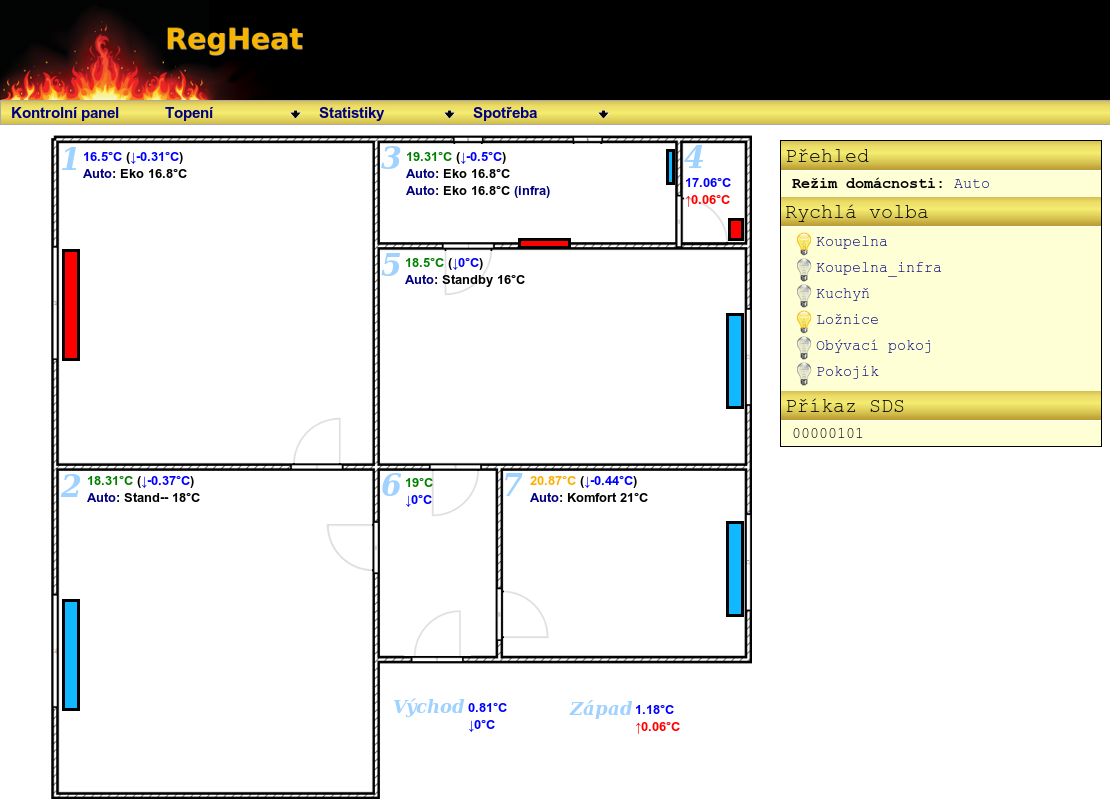 RegHeat
Kontrolní panel Topení Statistiky Spotřeba
1 16.5°C (↓-0.31°C)
Auto: Eko 16.8°C
3 19.31°C (↓-0.5°C)
Auto: Eko 16.8°C
Auto: Eko 16.8°C (infra)
4
17.06°C
↑0.06°C
5 18.5°C (↓0°C)
Auto: Standby 16°C
2 18.31°C (↓-0.37°C)
Auto: Stand-- 18°C
6 19°C
↓0°C
7 20.87°C (↓-0.44°C)
Auto: Komfort 21°C
Východ 0.81°C
↓0°C
Západ 1.18°C
↑0.06°C
Přehled
Režim domácnosti: Auto
Rychlá volba
Koupelna
Koupelna_infra
Kuchyň
Ložnice
Obývací pokoj
Pokojík
Příkaz SDS
00000101